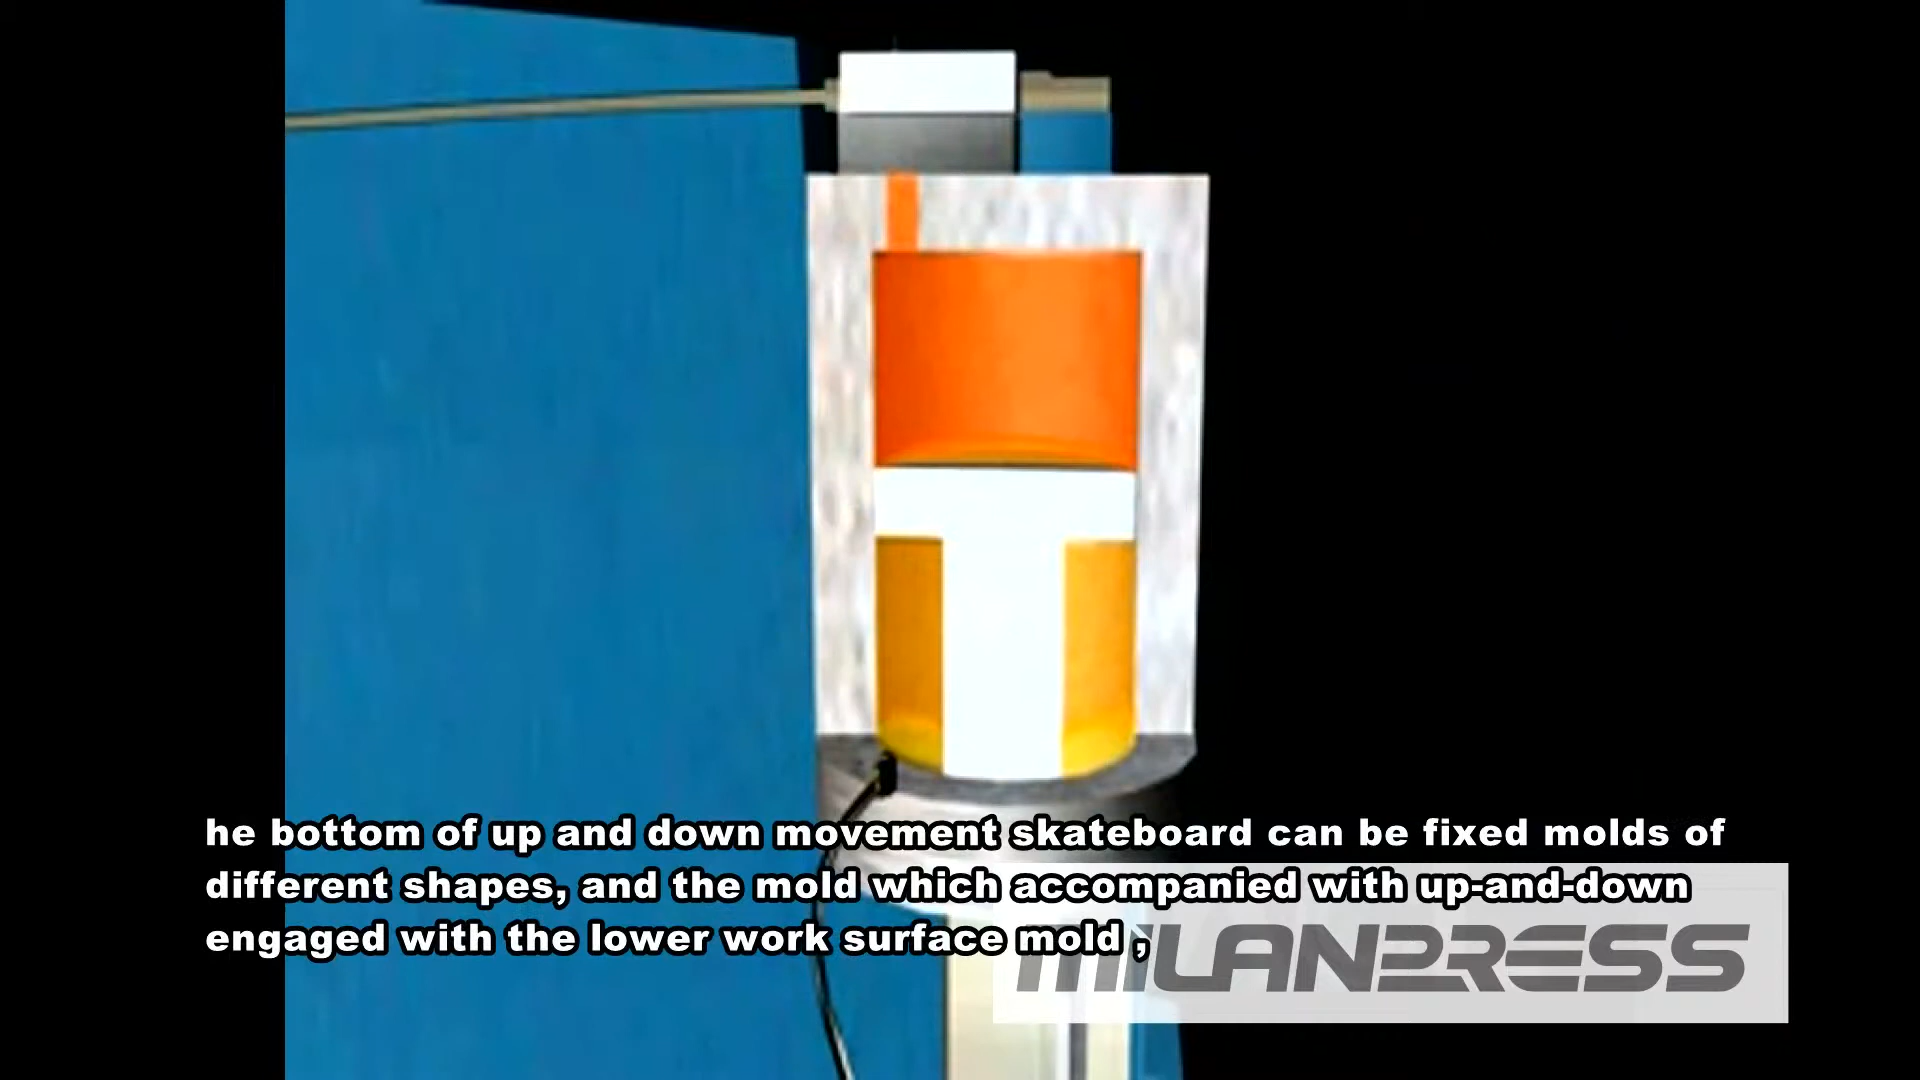 he bottom of up and down movement skateboard can be fixed molds of
different shapes, and the mold which accompanied with up-and-down
engaged with the lower work surface mold ,
MILANPRESS